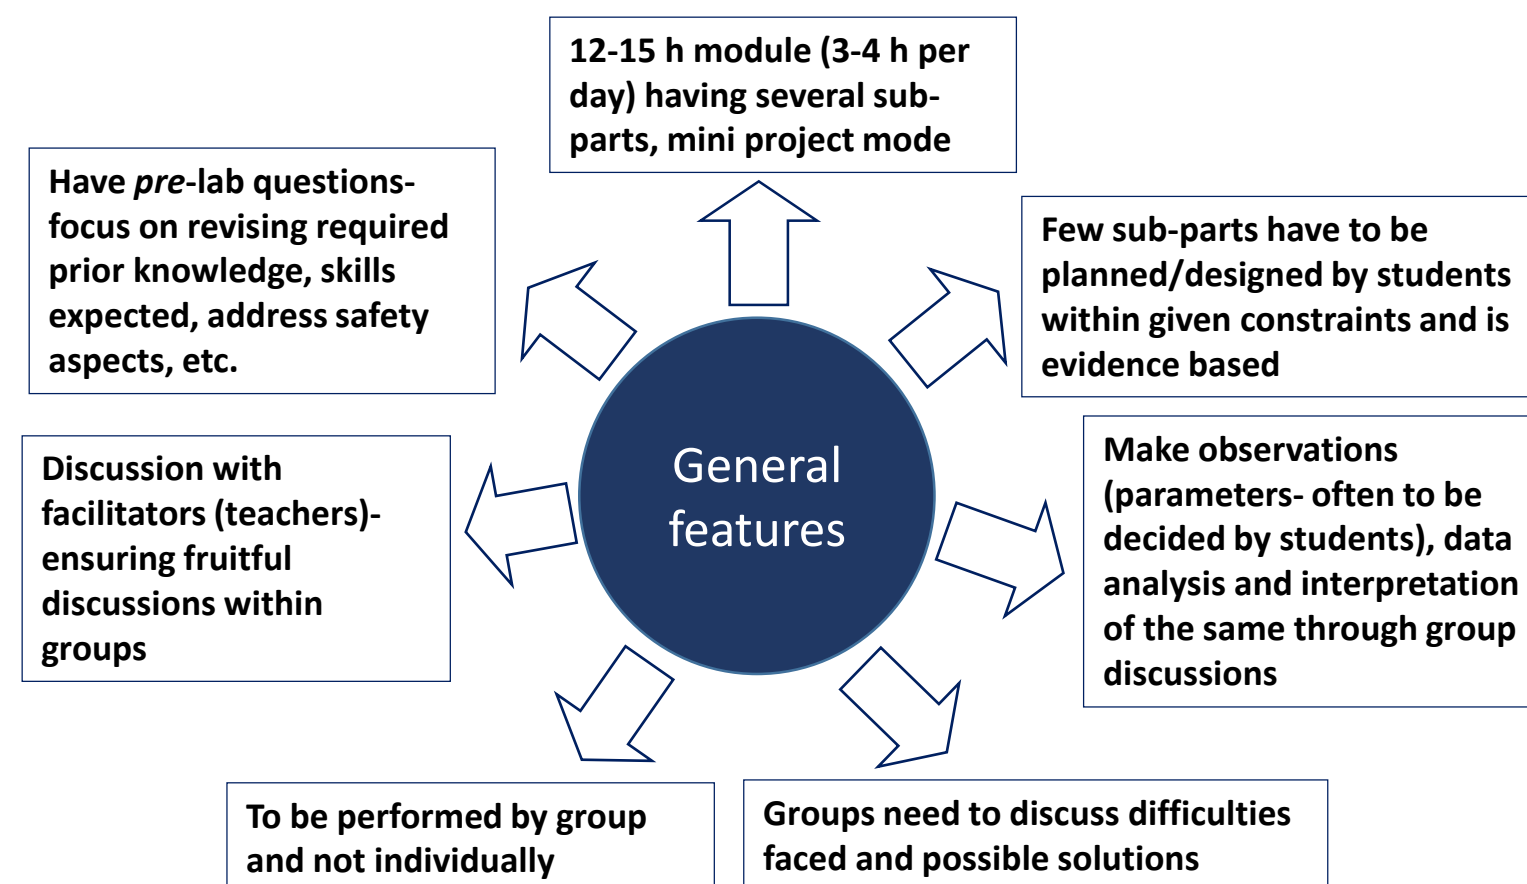 12-15 h module (3-4 h per
day) having several sub-
parts, mini project mode
Have pre-lab questions-
focus on revising required
prior knowledge, skills
expected, address safety
aspects, etc.
Few sub-parts have to be
planned/designed by students
within given constraints and is
evidence based
Discussion with
facilitators (teachers)-
ensuring fruitful
discussions within
groups
General
features
Make observations
(parameters- often to be
decided by students), data
analysis and interpretation
of the same through group
discussions
To be performed by group
and not individually
Groups need to discuss difficulties
faced and possible solutions